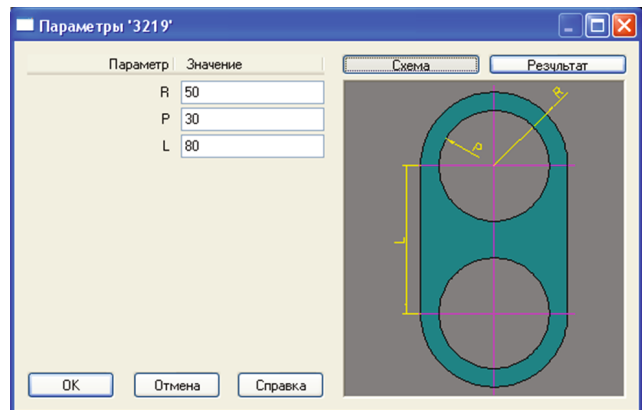 Параметры '3219'
Параметр Значение
R 50
P 30
L 80
Схема Результат
R
P
L
OK Отмена Справка